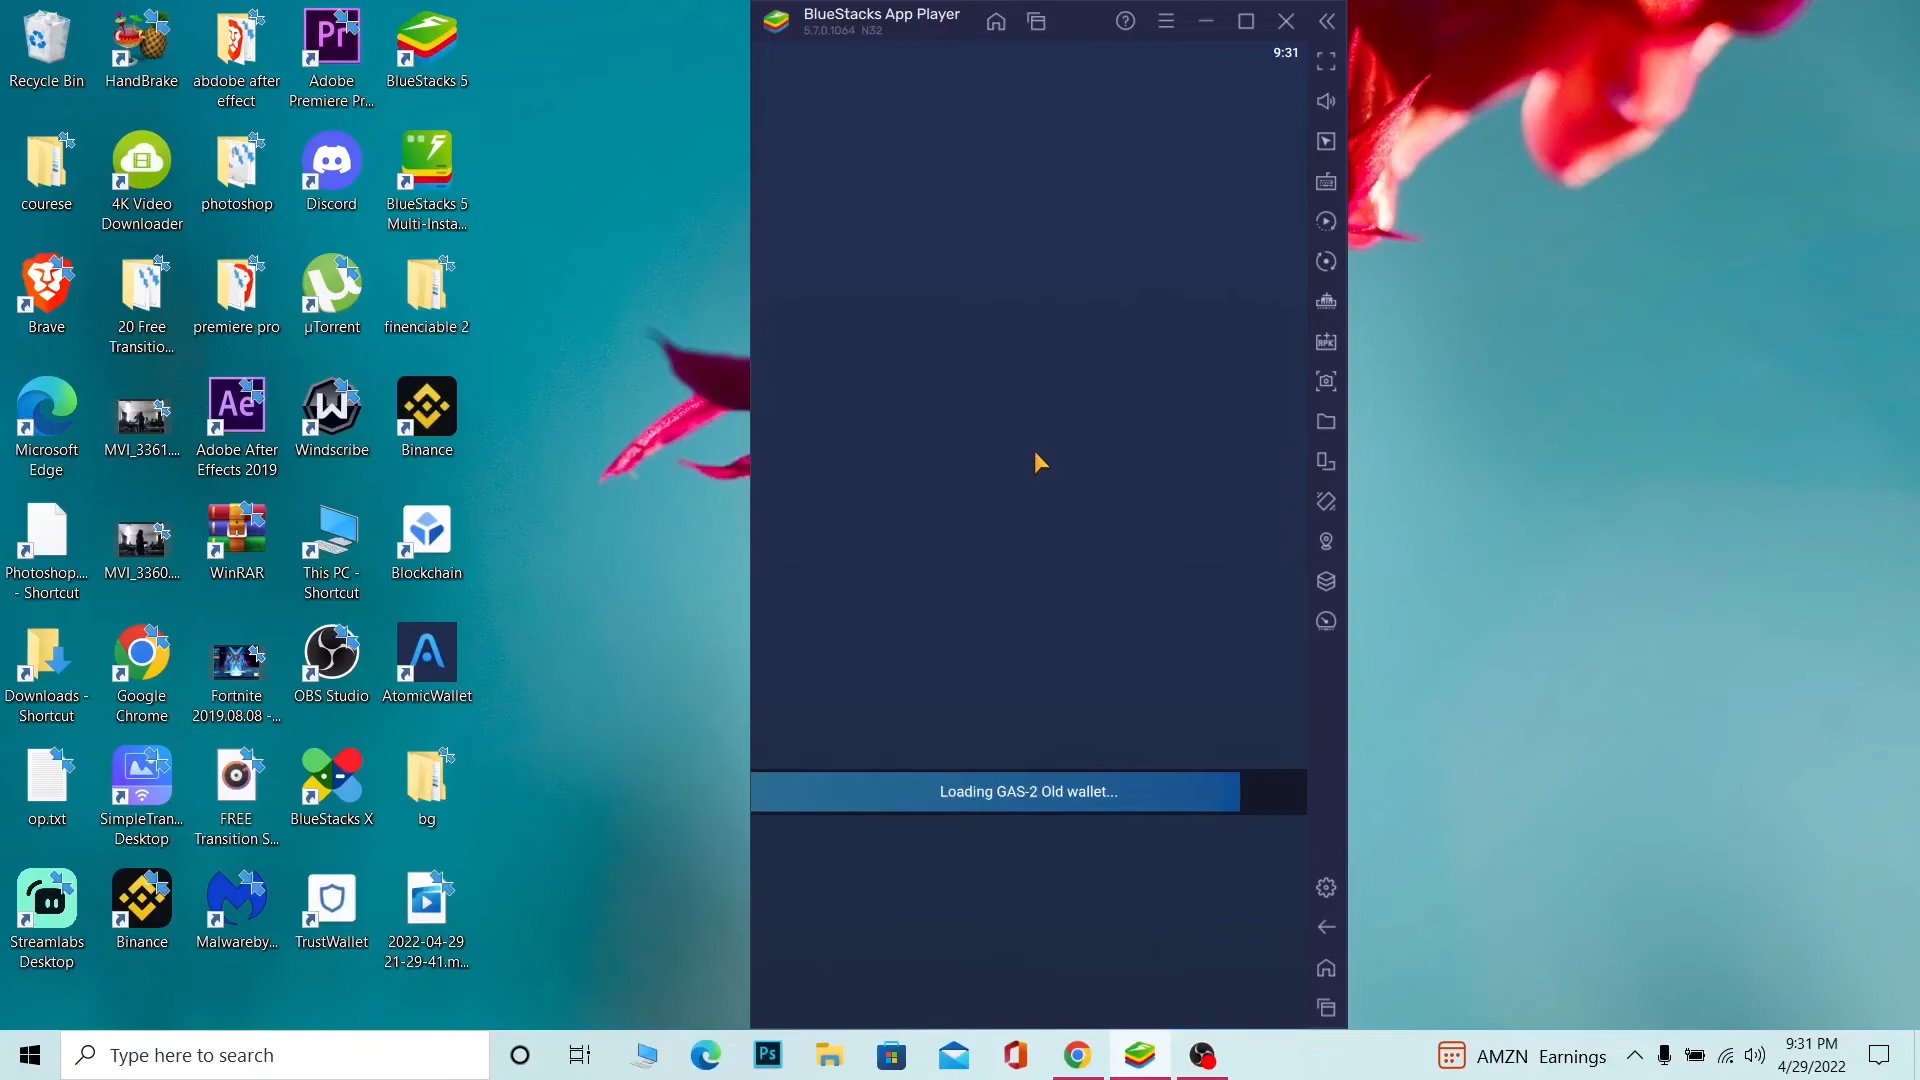 BlueStacks App Player
5.7.0.1064 N32
9:31
Recycle Bin
HandBrake
abdobe after
effect
Adobe
Premiere Pr...
BlueStacks 5
courese
4K Video
Downloader
photoshop
Discord
BlueStacks 5
Multi-Insta...
Brave
20 Free
Transitio...
premiere pro
µTorrent
finenciable 2
Microsoft
Edge
MVI_3361....
Adobe After
Effects 2019
Windscribe
Binance
Photoshop....
- Shortcut
MVI_3360....
WinRAR
This PC -
Shortcut
Blockchain
Downloads -
Shortcut
Google
Chrome
Fortnite
2019.08.08 -...
OBS Studio
AtomicWallet
op.txt
SimpleTran...
Desktop
FREE
Transition S...
BlueStacks X
bg
Streamlabs
Desktop
Binance
Malwareby...
TrustWallet
2022-04-29
21-29-41.m...
Loading GAS-2 Old wallet...
Type here to search
AMZN Earnings
9:31 PM
4/29/2022